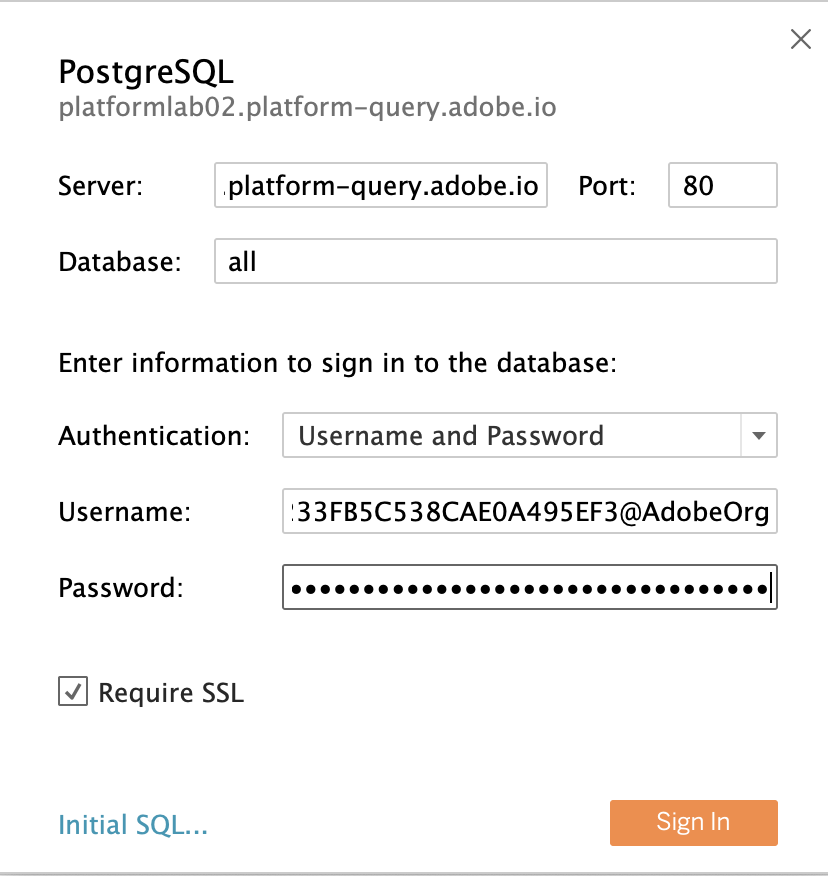 PostgreSQL
platformlab02.platform-query.adobe.io
Server: .platform-query.adobe.io Port: 80
Database: all
Enter information to sign in to the database:
Authentication: Username and Password
Username: 33FB5C538CAE0A495EF3@AdobeOrg
Password: •••••••••••••••••••••••••••••••••
Require SSL
Initial SQL... Sign In